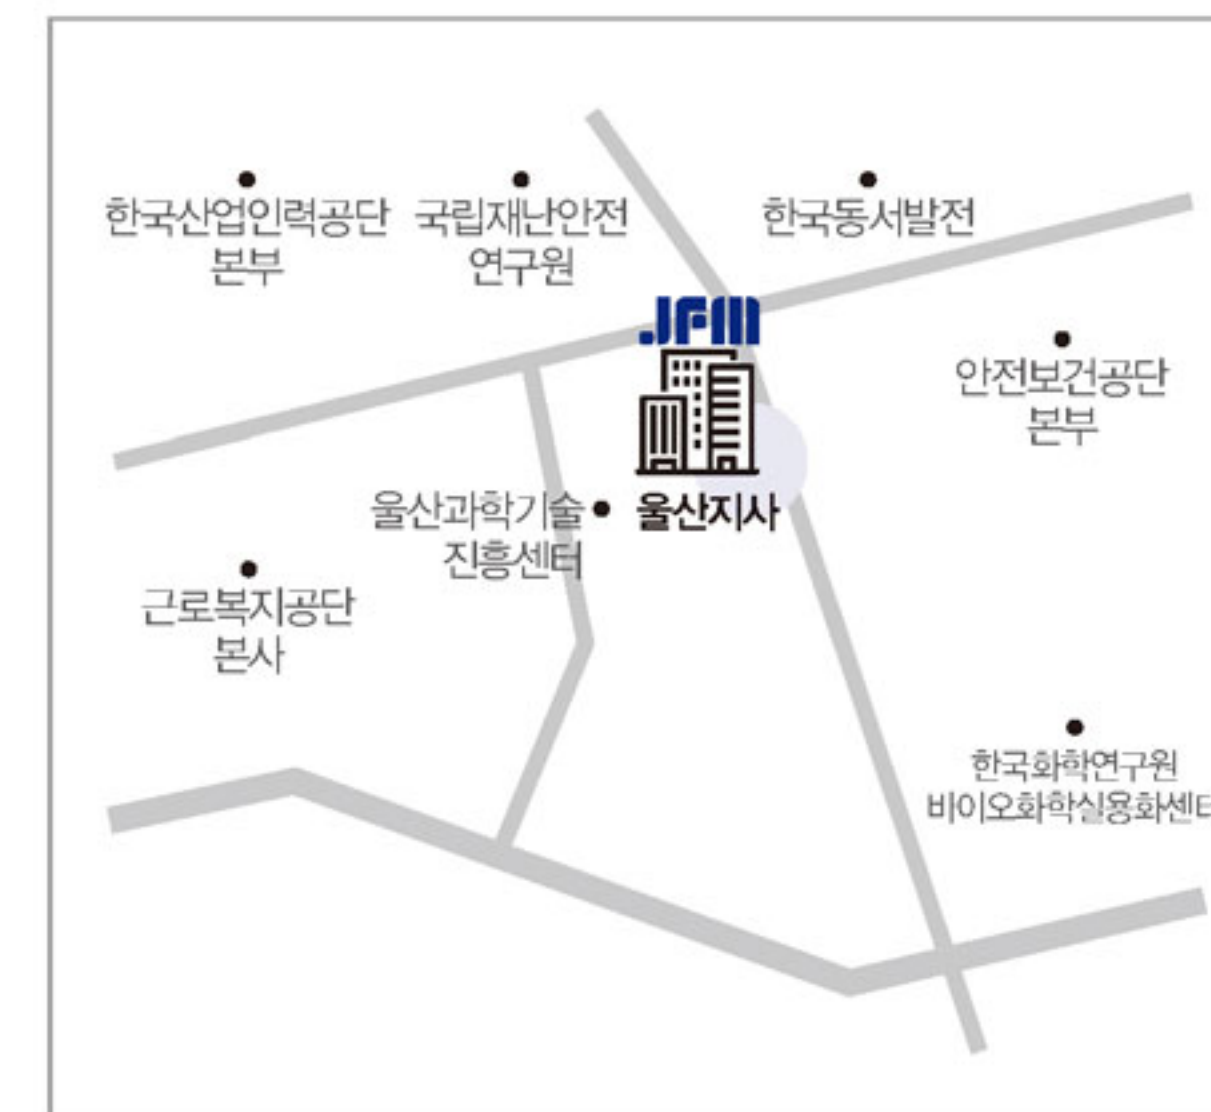 한국산업인력공단
본부
국립재난안전
연구원
한국동서발전
JFM
안전보건공단
본부
울산과학기술
진흥센터
울산지사
근로복지공단
본사
한국화학연구원
바이오화학실용화센터